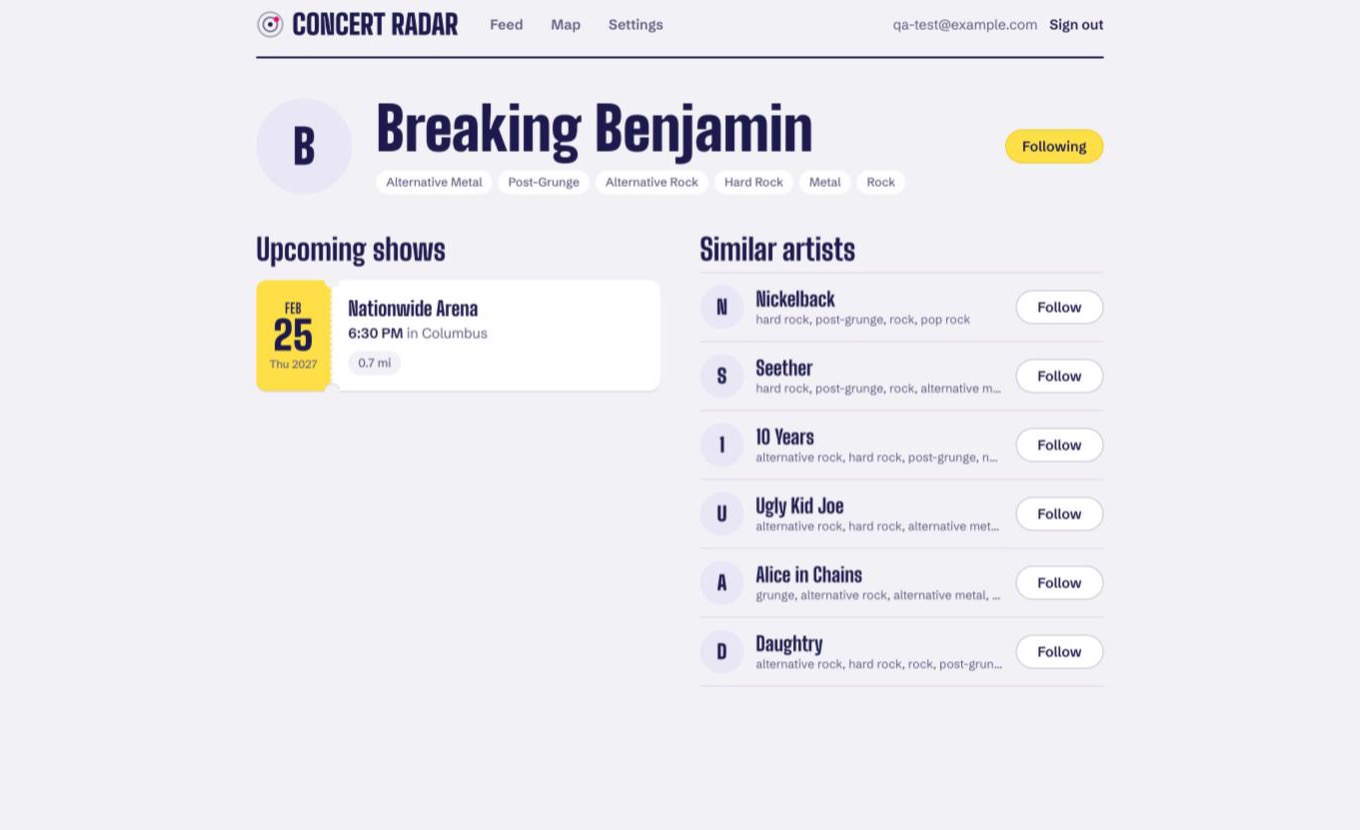 CONCERT RADAR Feed Map Settings qa-test@example.com Sign out
B
Breaking Benjamin
Following
Alternative Metal Post-Grunge Alternative Rock Hard Rock Metal Rock
Upcoming shows
FEB
25
Thu 2027
Nationwide Arena
6:30 PM in Columbus
0.7 mi
Similar artists
N
Nickelback
hard rock, post-grunge, rock, pop rock
Follow
S
Seether
hard rock, post-grunge, rock, alternative m...
Follow
1
10 Years
alternative rock, hard rock, post-grunge, n...
Follow
U
Ugly Kid Joe
alternative rock, hard rock, alternative met...
Follow
A
Alice in Chains
grunge, alternative rock, alternative metal, ...
Follow
D
Daughtry
alternative rock, hard rock, rock, post-grun...
Follow